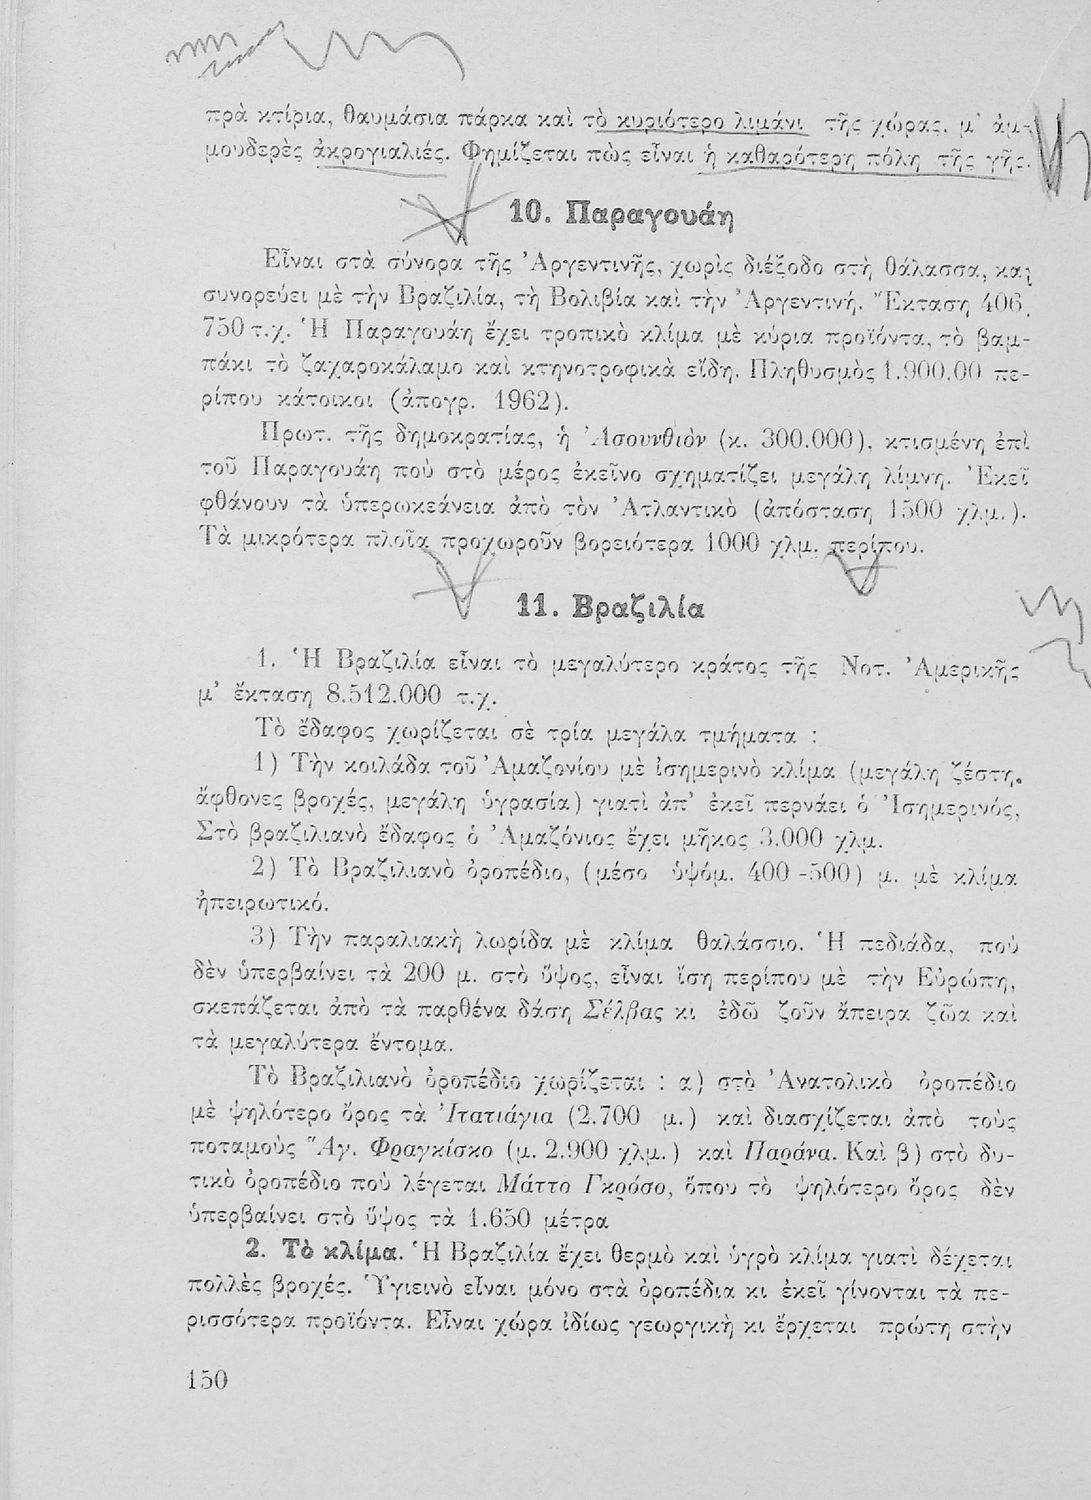 πρὰ κτίρια, θαυμάσια πάρκα καὶ τὸ κυριότερο λιμάνι τῆς χώρας, μ' ἀμ-
μουδερὲς ἀκρογιαλιές. Φημίζεται πὼς εἶναι ἡ καθαρότερη πόλη τῆς γῆς.
10. Παραγουάη
Εἶναι στὰ σύνορα τῆς Ἀργεντινῆς, χωρὶς διέξοδο στὴ θάλασσα, καὶ
συνορεύει μὲ τὴν Βραζιλία, τὴ Βολιβία καὶ τὴν Ἀργεντινή. Ἔκταση 406.
750 τ.χ. Ἡ Παραγουάη ἔχει τροπικὸ κλίμα μὲ κύρια προϊόντα, τὸ βαμ-
πάκι τὸ ζαχαροκάλαμο καὶ κτηνοτροφικὰ εἴδη. Πληθυσμὸς 1.900.00 πε-
ρίπου κάτοικοι (ἀπογρ. 1962).
Πρωτ. τῆς δημοκρατίας, ἡ Ἀσουνθιὸν (κ. 300.000), κτισμένη ἐπὶ
τοῦ Παραγουάη ποὺ στὸ μέρος ἐκεῖνο σχηματίζει μεγάλη λίμνη. Ἐκεῖ
φθάνουν τὰ ὑπερωκεάνεια ἀπὸ τὸν Ἀτλαντικὸ (ἀπόσταση 1500 χλμ.).
Τὰ μικρότερα πλοῖα προχωροῦν βορειότερα 1000 χλμ. περίπου.
11. Βραζιλία
1. Ἡ Βραζιλία εἶναι τὸ μεγαλύτερο κράτος τῆς Νοτ. Ἀμερικῆς
μ' ἔκταση 8.512.000 τ.χ.
Τὸ ἔδαφος χωρίζεται σὲ τρία μεγάλα τμήματα :
1) Τὴν κοιλάδα τοῦ Ἀμαζονίου μὲ ἰσημερινὸ κλίμα (μεγάλη ζέστη.
ἄφθονες βροχές, μεγάλη ὑγρασία) γιατὶ ἀπ' ἐκεῖ περνάει ὁ Ἰσημερινός,
Στὸ βραζιλιανὸ ἔδαφος ὁ Ἀμαζόνιος ἔχει μῆκος 3.000 χλμ.
2) Τὸ Βραζιλιανὸ ὀροπέδιο, (μέσο ὑψόμ. 400 -500) μ. μὲ κλίμα
ἠπειρωτικό.
3) Τὴν παραλιακὴ λωρίδα μὲ κλίμα θαλάσσιο. Ἡ πεδιάδα, ποὺ
δὲν ὑπερβαίνει τὰ 200 μ. στὸ ὕψος, εἶναι ἴση περίπου μὲ τὴν Εὐρώπη,
σκεπάζεται ἀπὸ τὰ παρθένα δάση Σέλβας κι ἐδῶ ζοῦν ἄπειρα ζῶα καὶ
τὰ μεγαλύτερα ἔντομα.
Τὸ Βραζιλιανὸ ὀροπέδιο χωρίζεται : α) στὸ Ἀνατολικὸ ὀροπέδιο
μὲ ψηλότερο ὄρος τὰ Ἰτατιάγια (2.700 μ.) καὶ διασχίζεται ἀπὸ τοὺς
ποταμοὺς Ἅγ. Φραγκίσκο (μ. 2.900 χλμ.) καὶ Παράνα. Καὶ β) στὸ δυ-
τικὸ ὀροπέδιο ποὺ λέγεται Μάττο Γκρόσο, ὅπου τὸ ψηλότερο ὄρος δὲν
ὑπερβαίνει στὸ ὕψος τὰ 1.650 μέτρα
2. Τὸ κλίμα. Ἡ Βραζιλία ἔχει θερμὸ καὶ ὑγρὸ κλίμα γιατὶ δέχεται
πολλὲς βροχές. Ὑγιεινὸ εἶναι μόνο στὰ ὀροπέδια κι ἐκεῖ γίνονται τὰ πε-
ρισσότερα προϊόντα. Εἶναι χώρα ἰδίως γεωργικὴ κι ἔρχεται πρώτη στὴν
150